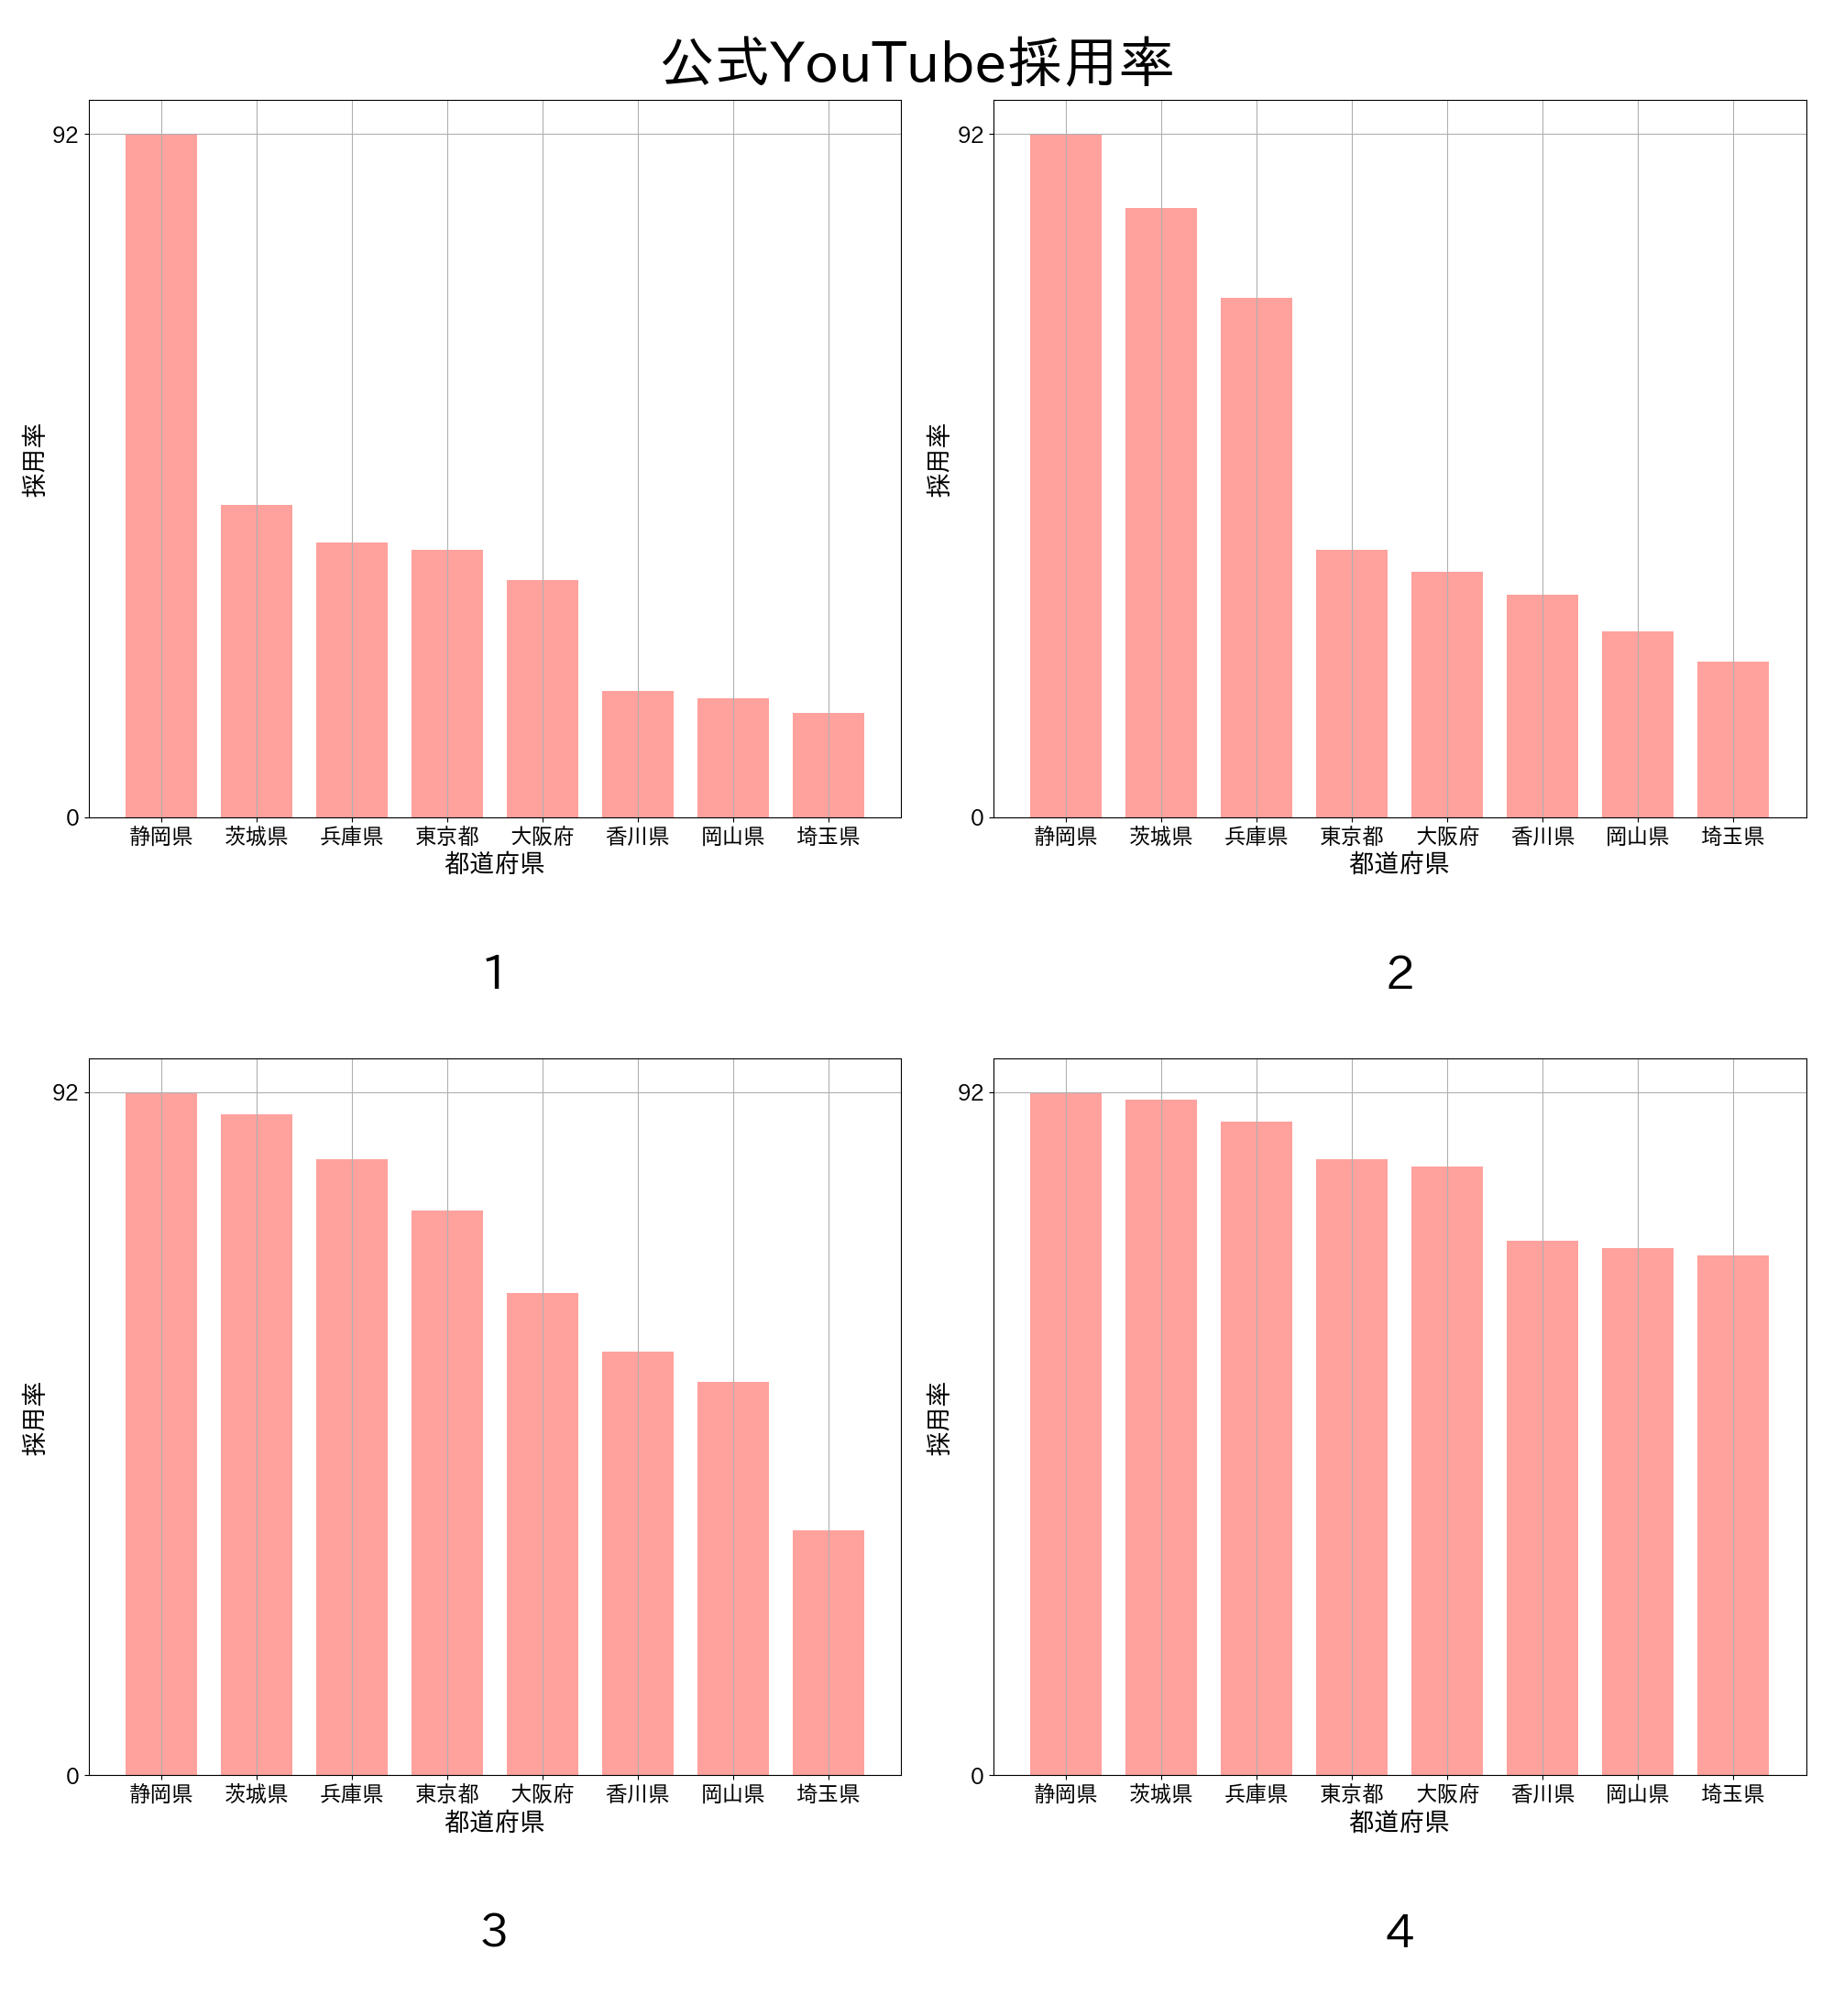 公式YouTube採用率
92
採用率
0
静岡県 茨城県 兵庫県 東京都 大阪府 香川県 岡山県 埼玉県
都道府県
1
92
採用率
0
静岡県 茨城県 兵庫県 東京都 大阪府 香川県 岡山県 埼玉県
都道府県
2
92
採用率
0
静岡県 茨城県 兵庫県 東京都 大阪府 香川県 岡山県 埼玉県
都道府県
3
92
採用率
0
静岡県 茨城県 兵庫県 東京都 大阪府 香川県 岡山県 埼玉県
都道府県
4